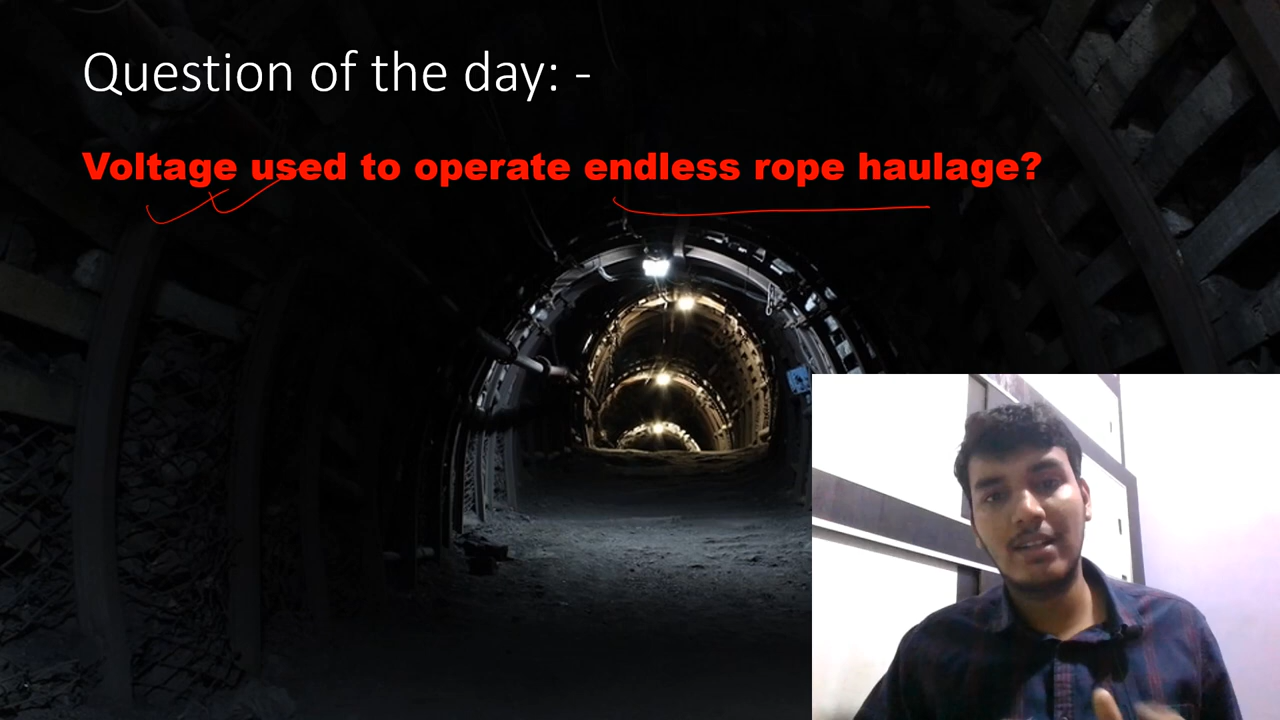 Question of the day: -
Voltage used to operate endless rope haulage?